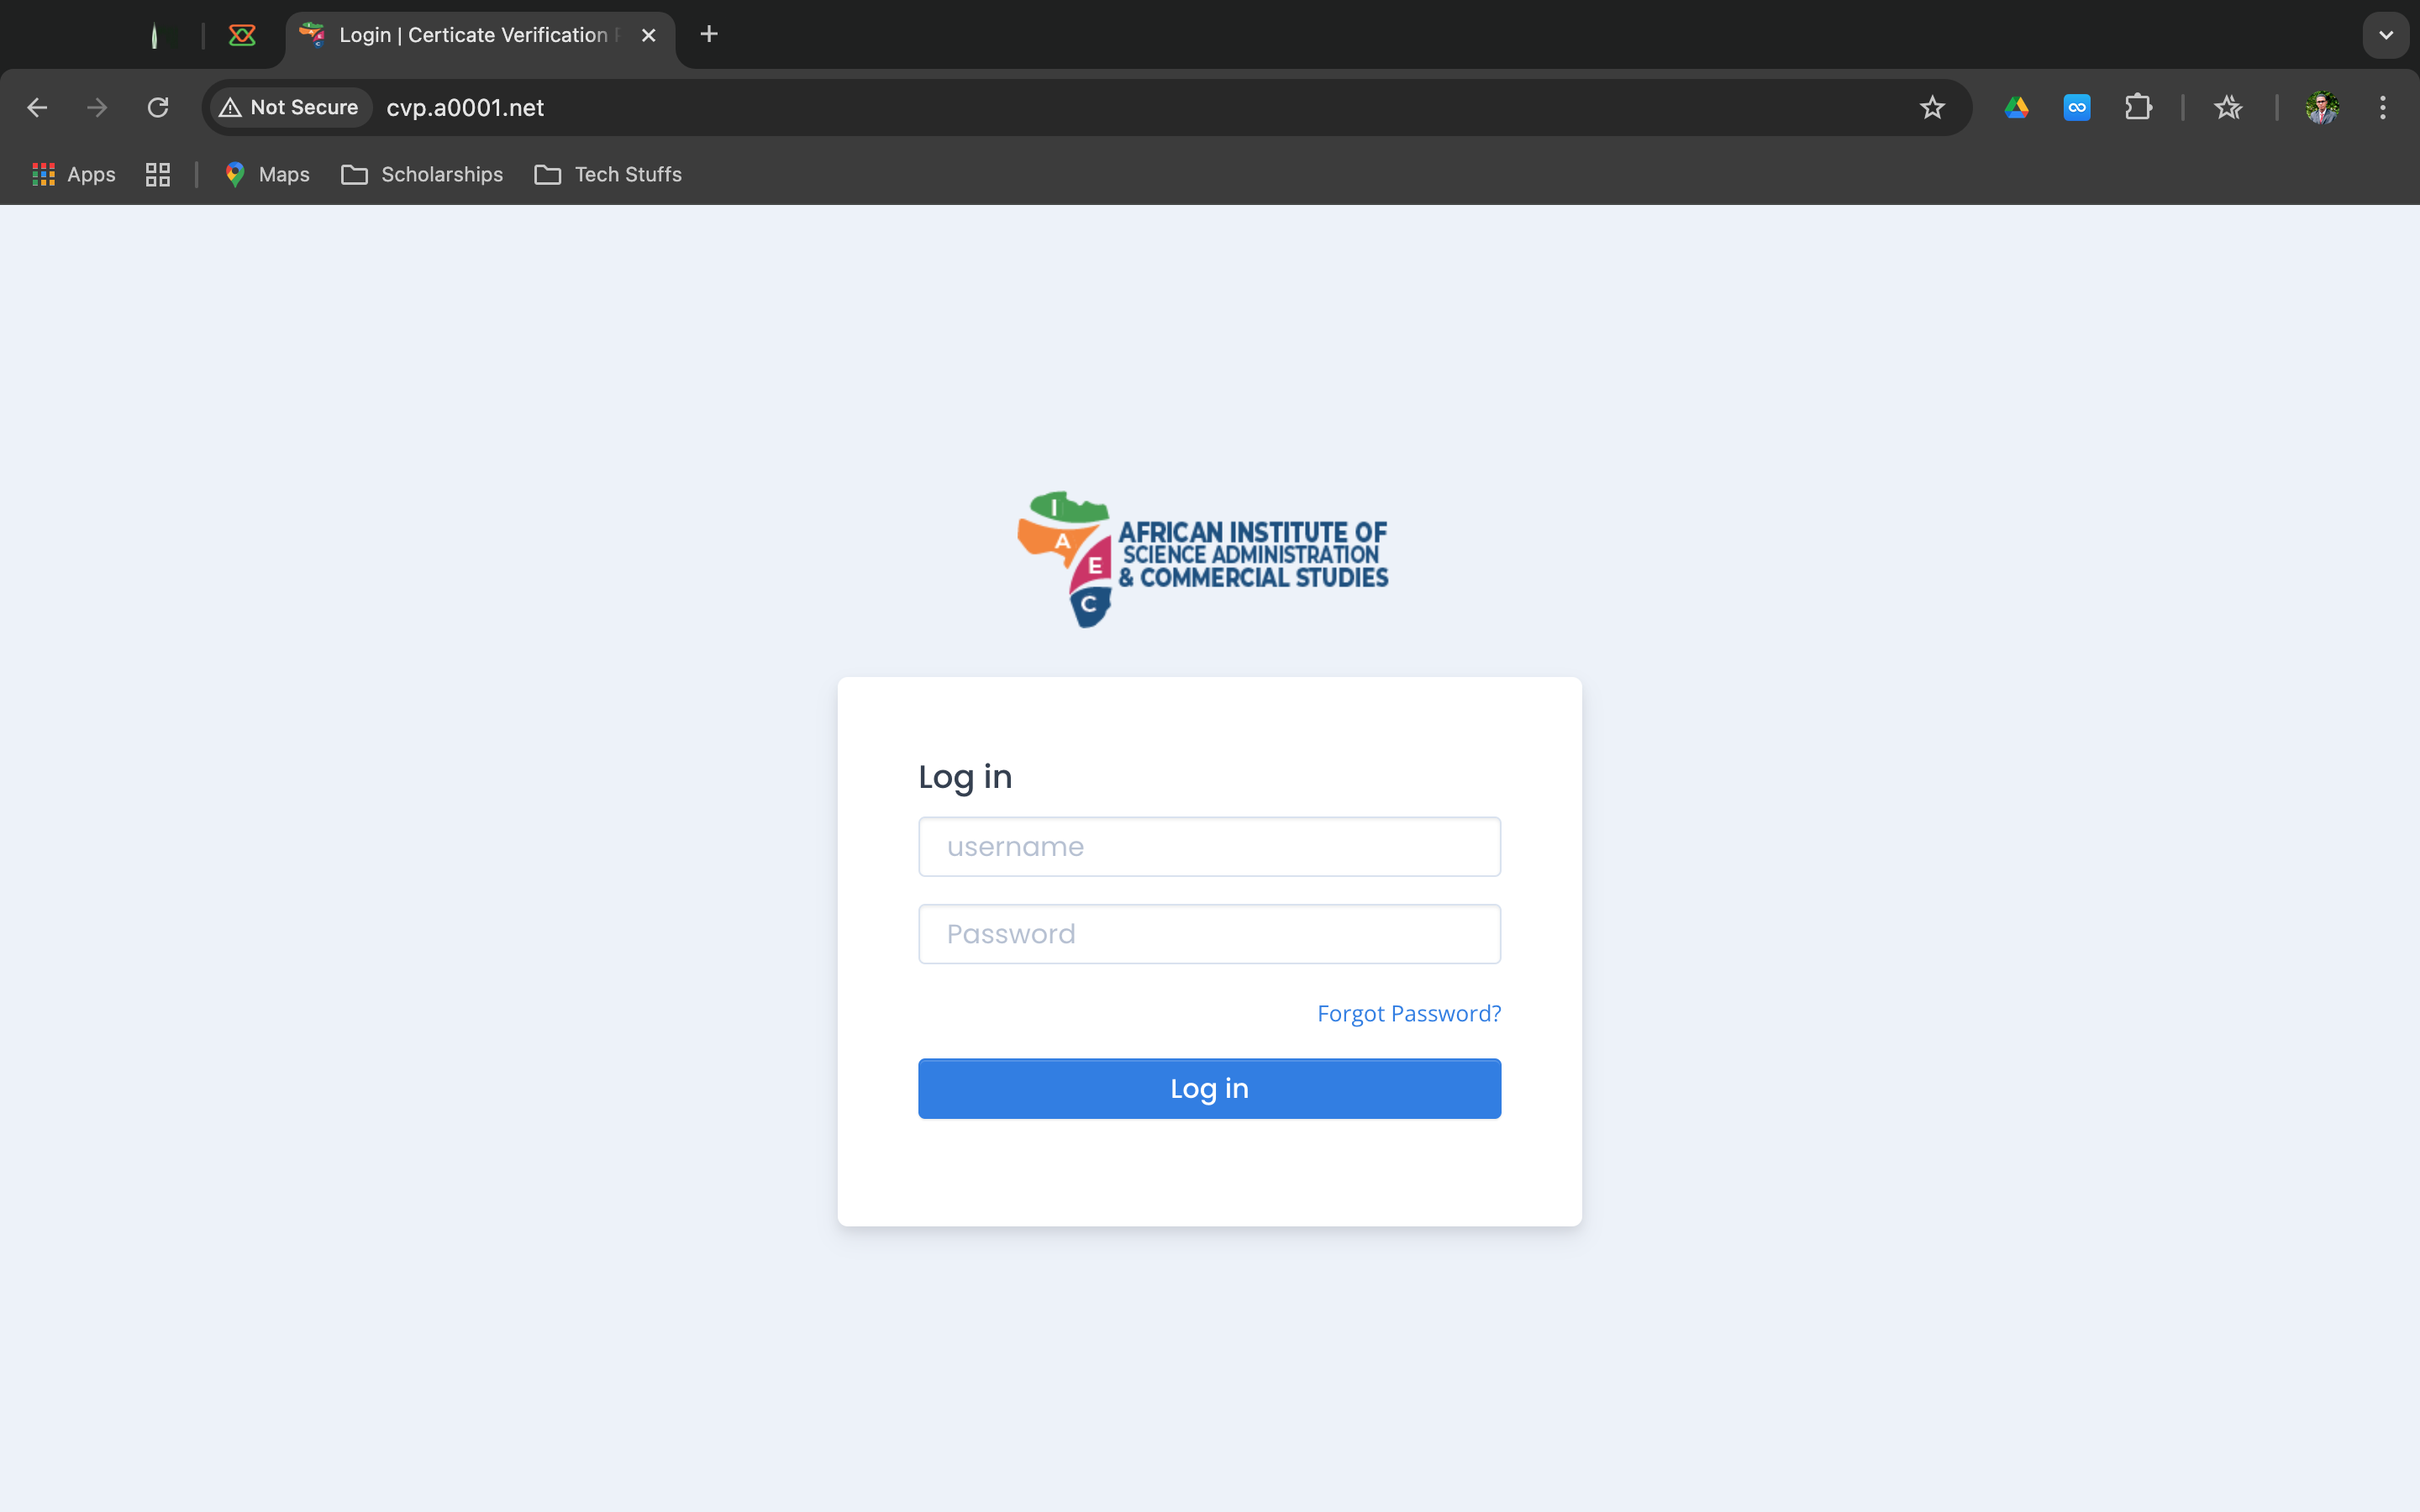 Login | Certicate Verification
Not Secure
cvp.a0001.net
Apps
Maps
Scholarships
Tech Stuffs
I
A
E
C
AFRICAN INSTITUTE OF
SCIENCE ADMINISTRATION
& COMMERCIAL STUDIES
Log in
username
Password
Forgot Password?
Log in